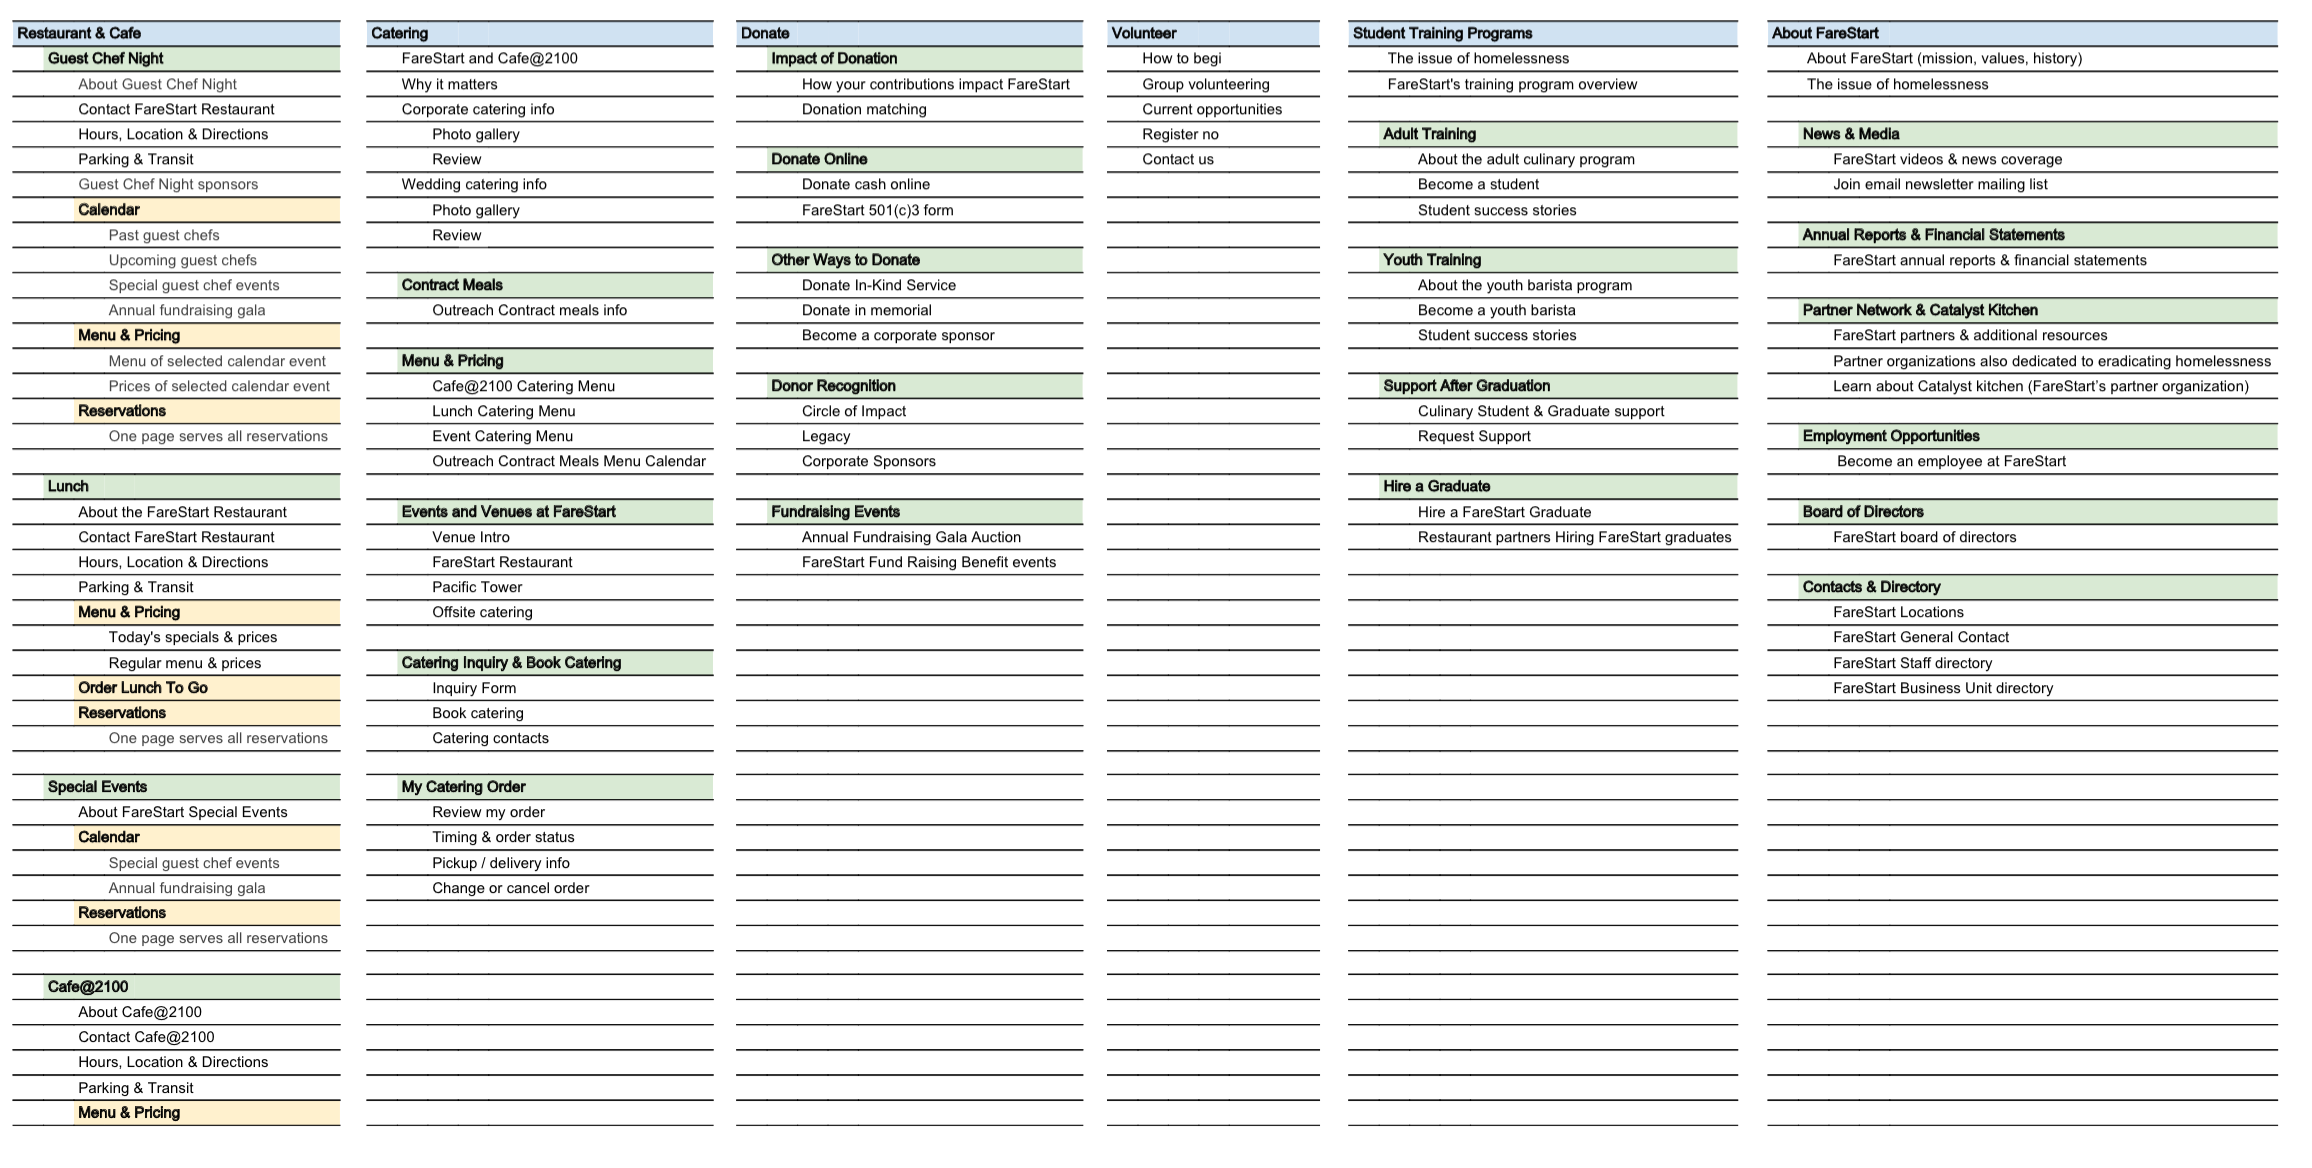 Restaurant & Cafe
Guest Chef Night
About Guest Chef Night
Contact FareStart Restaurant
Hours, Location & Directions
Parking & Transit
Guest Chef Night sponsors
Calendar
Past guest chefs
Upcoming guest chefs
Special guest chef events
Annual fundraising gala
Menu & Pricing
Menu of selected calendar event
Prices of selected calendar event
Reservations
One page serves all reservations
Lunch
About the FareStart Restaurant
Contact FareStart Restaurant
Hours, Location & Directions
Parking & Transit
Menu & Pricing
Today's specials & prices
Regular menu & prices
Order Lunch To Go
Reservations
One page serves all reservations
Special Events
About FareStart Special Events
Calendar
Special guest chef events
Annual fundraising gala
Reservations
One page serves all reservations
Cafe@2100
About Cafe@2100
Contact Cafe@2100
Hours, Location & Directions
Parking & Transit
Menu & Pricing
Catering
FareStart and Cafe@2100
Why it matters
Corporate catering info
Photo gallery
Review
Wedding catering info
Photo gallery
Review
Contract Meals
Outreach Contract meals info
Menu & Pricing
Cafe@2100 Catering Menu
Lunch Catering Menu
Event Catering Menu
Outreach Contract Meals Menu Calendar
Events and Venues at FareStart
Venue Intro
FareStart Restaurant
Pacific Tower
Offsite catering
Catering Inquiry & Book Catering
Inquiry Form
Book catering
Catering contacts
My Catering Order
Review my order
Timing & order status
Pickup / delivery info
Change or cancel order
Donate
Impact of Donation
How your contributions impact FareStart
Donation matching
Donate Online
Donate cash online
FareStart 501(c)3 form
Other Ways to Donate
Donate In-Kind Service
Donate in memorial
Become a corporate sponsor
Donor Recognition
Circle of Impact
Legacy
Corporate Sponsors
Fundraising Events
Annual Fundraising Gala Auction
FareStart Fund Raising Benefit events
Volunteer
How to begi
Group volunteering
Current opportunities
Register no
Contact us
Student Training Programs
The issue of homelessness
FareStart's training program overview
Adult Training
About the adult culinary program
Become a student
Student success stories
Youth Training
About the youth barista program
Become a youth barista
Student success stories
Support After Graduation
Culinary Student & Graduate support
Request Support
Hire a Graduate
Hire a FareStart Graduate
Restaurant partners Hiring FareStart graduates
About FareStart
About FareStart (mission, values, history)
The issue of homelessness
News & Media
FareStart videos & news coverage
Join email newsletter mailing list
Annual Reports & Financial Statements
FareStart annual reports & financial statements
Partner Network & Catalyst Kitchen
FareStart partners & additional resources
Partner organizations also dedicated to eradicating homelessness
Learn about Catalyst kitchen (FareStart's partner organization)
Employment Opportunities
Become an employee at FareStart
Board of Directors
FareStart board of directors
Contacts & Directory
FareStart Locations
FareStart General Contact
FareStart Staff directory
FareStart Business Unit directory